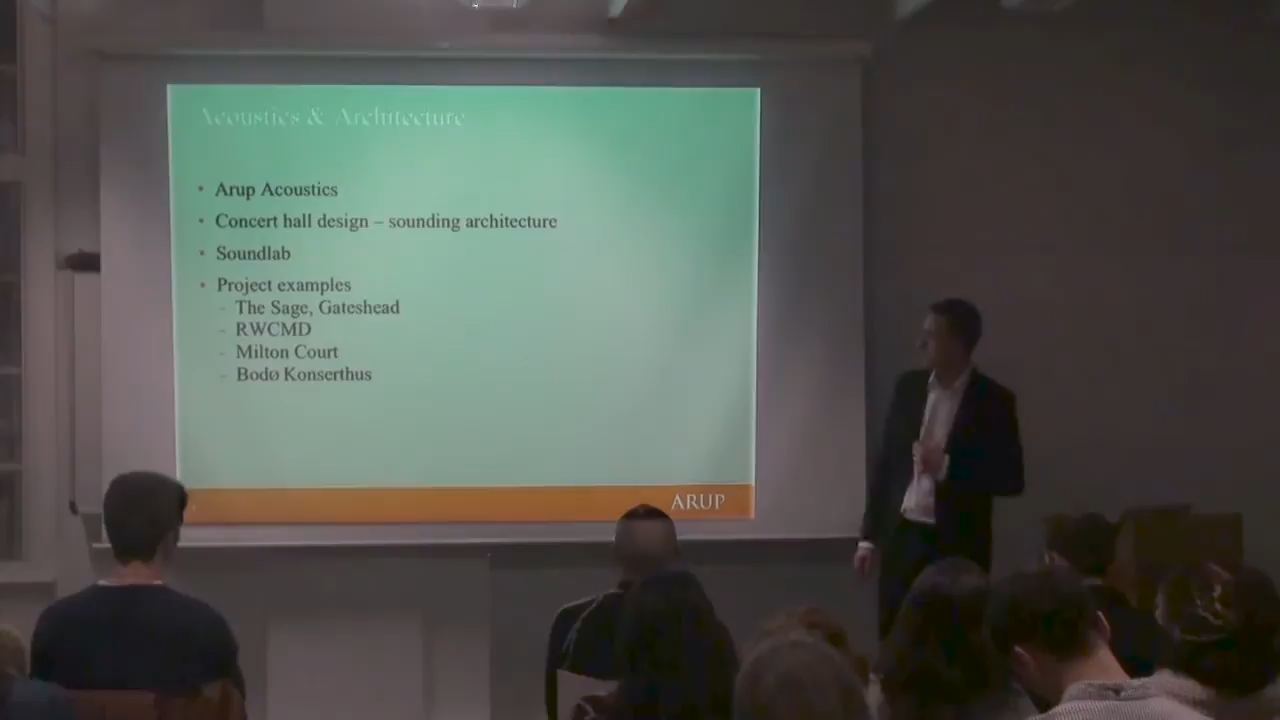 Acoustics & Architecture
• Arup Acoustics
• Concert hall design – sounding architecture
• Soundlab
• Project examples
- The Sage, Gateshead
- RWCMD
- Milton Court
- Bodø Konserthus
ARUP